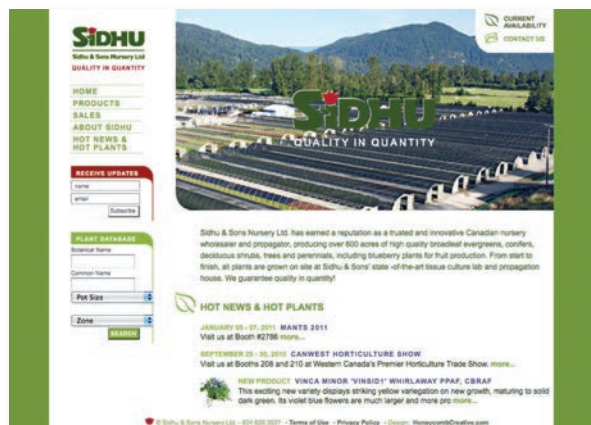 SiDHU
Sidhu & Sons Nursery Ltd
QUALITY IN QUANTITY
HOME
PRODUCTS
SALES
ABOUT SIDHU
HOT NEWS &
HOT PLANTS
RECEIVE UPDATES
name
email
Subscribe
PLANT DATABASE
Botanical Name
Common Name
Pot Size
Zone
SEARCH
CURRENT
AVAILABILITY
CONTACT US
SiDHU
QUALITY IN QUANTITY
Sidhu & Sons Nursery Ltd. has earned a reputation as a trusted and innovative Canadian nursery
wholesaler and propagator, producing over 600 acres of high quality broadleaf evergreens, conifers,
deciduous shrubs, trees and perennials, including blueberry plants for fruit production. From start to
finish, all plants are grown on site at Sidhu & Sons' state -of-the-art tissue culture lab and propagation
house. We guarantee quality in quantity!
HOT NEWS & HOT PLANTS
JANUARY 05 - 07, 2011 MANTS 2011
Visit us at Booth #2786 more...
SEPTEMBER 29 - 30, 2010 CANWEST HORTICULTURE SHOW
Visit us at Booths 208 and 210 at Western Canada's Premier Horticulture Trade Show. more...
NEW PRODUCT VINCA MINOR "VINSID1" WHIRLAWAY PPAF, CBRAF
This exciting new variety displays striking yellow variegation on new growth, maturing to solid
dark green. Its violet blue flowers are much larger and more pro more...
© Sidhu & Sons Nursery Ltd - 604 820 • Terms of Use • Privacy Policy • Design: HoneycombCreative.com